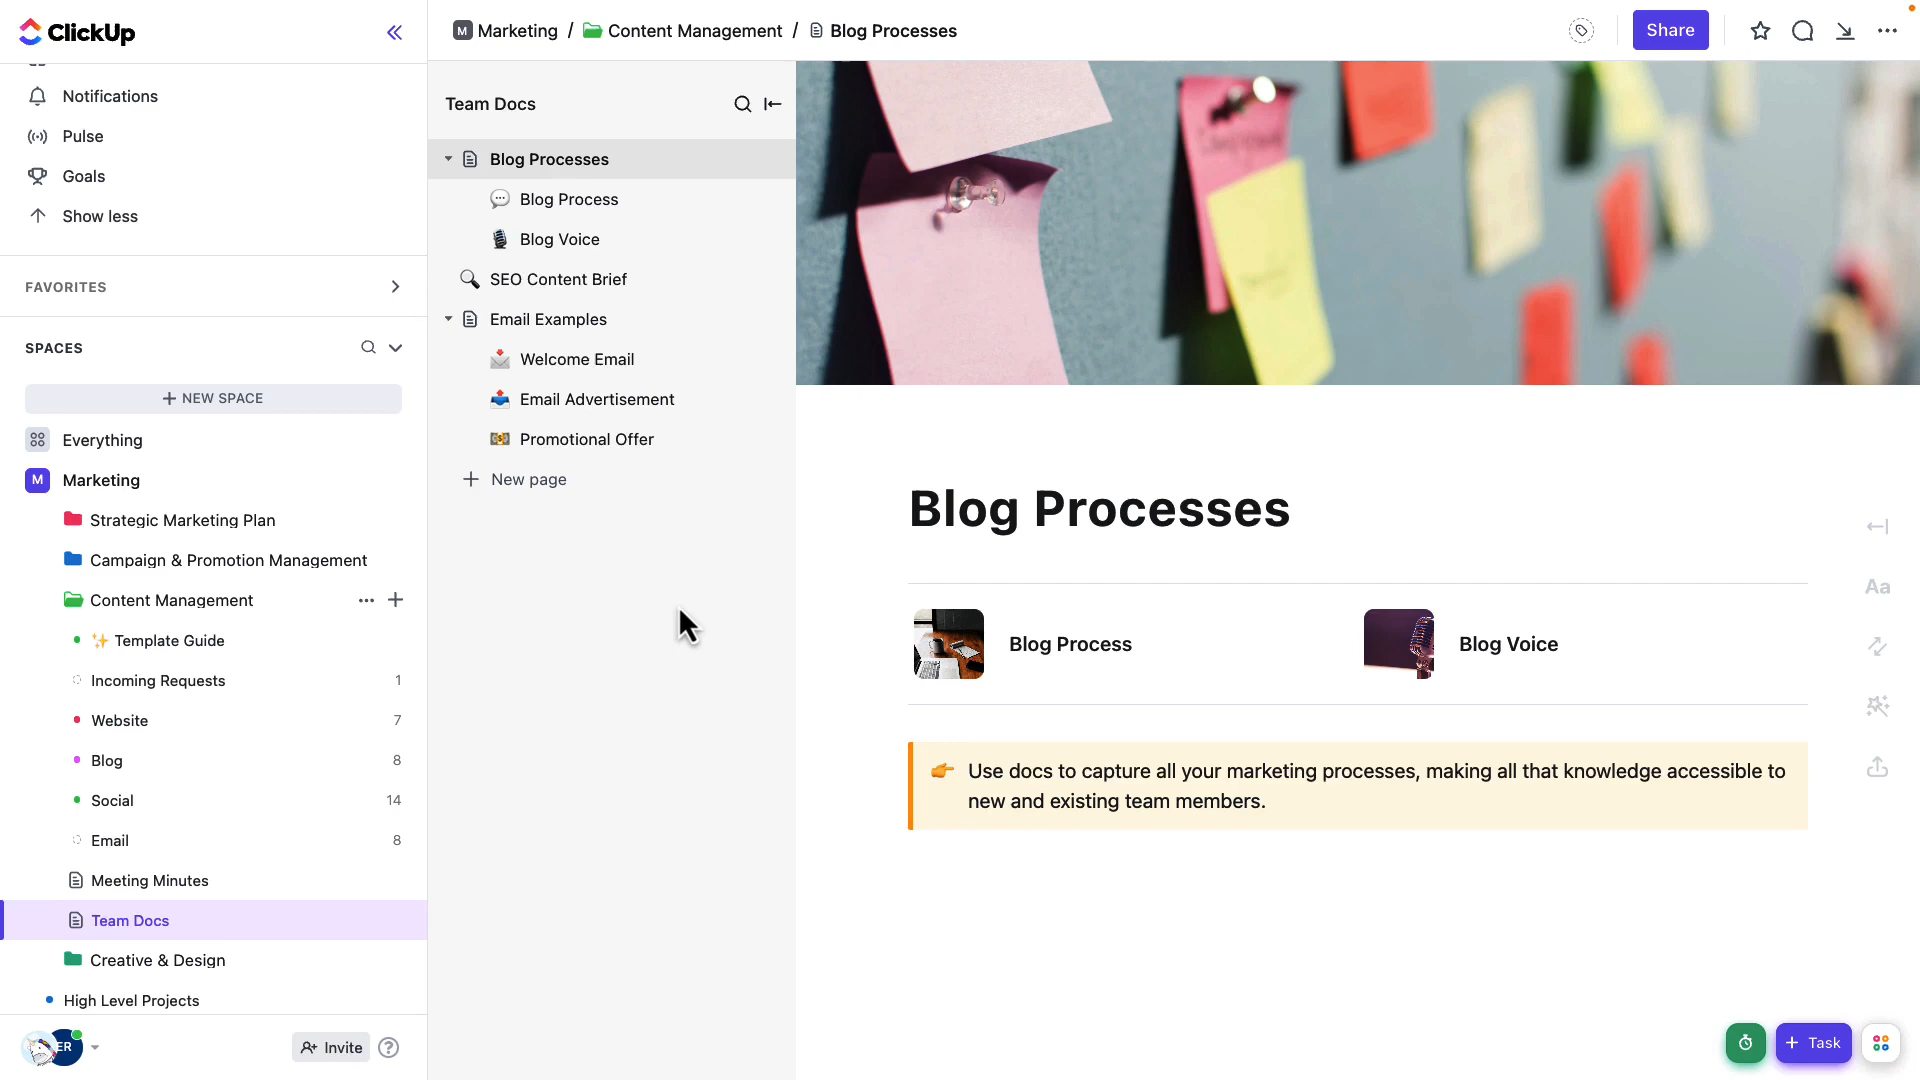 ClickUp
Marketing / Content Management / Blog Processes
Share
Notifications
Pulse
Goals
Show less
FAVORITES
SPACES
+ NEW SPACE
Everything
M Marketing
Strategic Marketing Plan
Campaign & Promotion Management
Content Management
Template Guide
Incoming Requests 1
Website 7
Blog 8
Social 14
Email 8
Meeting Minutes
Team Docs
Creative & Design
High Level Projects
ER
Invite
Team Docs
Blog Processes
Blog Process
Blog Voice
SEO Content Brief
Email Examples
Welcome Email
Email Advertisement
Promotional Offer
+ New page
Blog Processes
Blog Process
Blog Voice
Use docs to capture all your marketing processes, making all that knowledge accessible to
new and existing team members.
Aa
+ Task